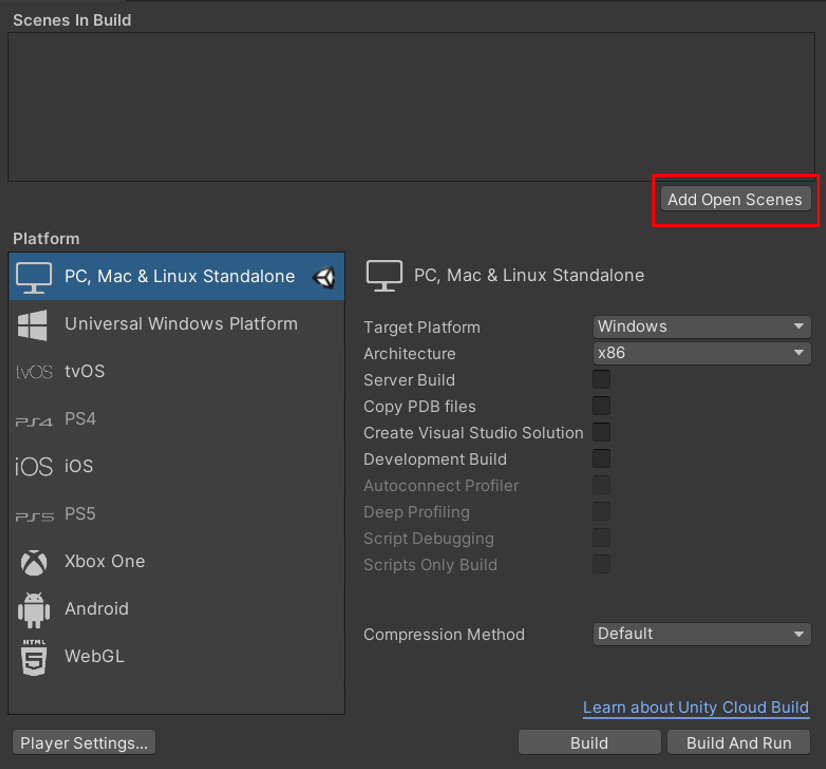 Scenes In Build
Add Open Scenes
Platform
PC, Mac & Linux Standalone
Universal Windows Platform
tvOS tvOS
PS4 PS4
iOS iOS
PS5 PS5
Xbox One
Android
HTML 5 WebGL
PC, Mac & Linux Standalone
Target Platform Windows
Architecture x86
Server Build
Copy PDB files
Create Visual Studio Solution
Development Build
Autoconnect Profiler
Deep Profiling
Script Debugging
Scripts Only Build
Compression Method Default
Learn about Unity Cloud Build
Player Settings... Build Build And Run